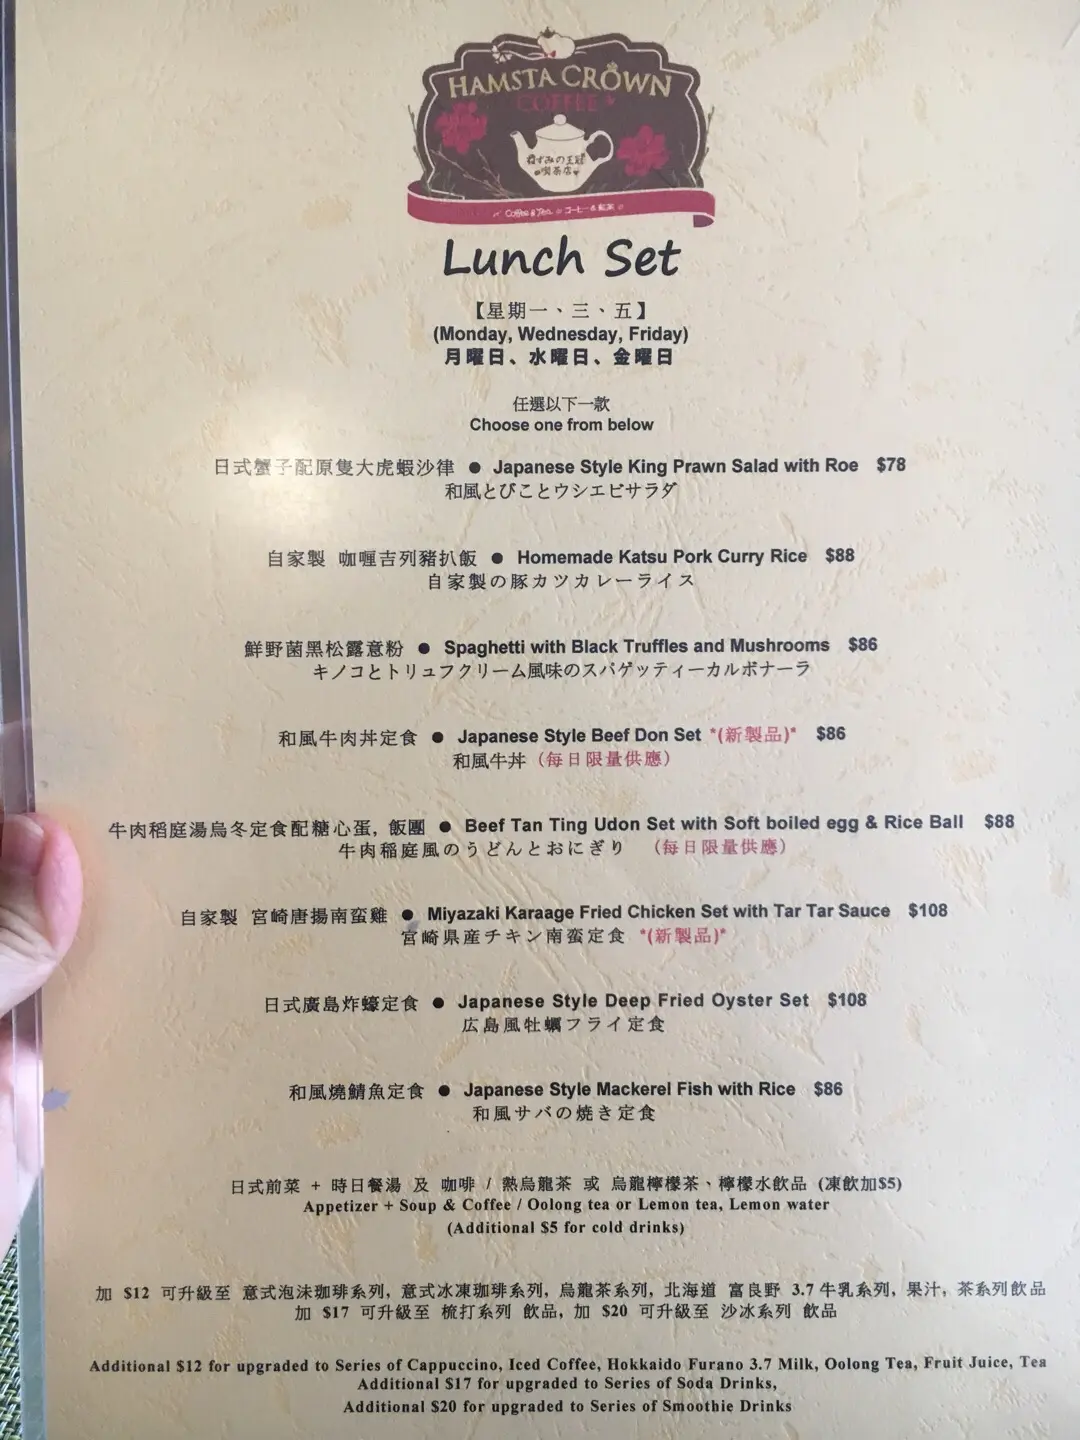 HAMSTA CROWN
COFFEE
ねずみの王冠
喫茶店
Coffee & Tea コーヒー&紅茶
Lunch Set
【星期一、三、五】
(Monday, Wednesday, Friday)
月曜日、水曜日、金曜日
任選以下一款
Choose one from below
日式蟹子配原隻大虎蝦沙律 ● Japanese Style King Prawn Salad with Roe $78
和風とびことウシエビサラダ
自家製 咖喱吉列豬扒飯 ● Homemade Katsu Pork Curry Rice $88
自家製の豚カツカレーライス
鮮野菌黑松露意粉 ● Spaghetti with Black Truffles and Mushrooms $86
キノコとトリュフクリーム風味のスパゲッティーカルボナーラ
和風牛肉丼定食 ● Japanese Style Beef Don Set *(新製品)* $86
和風牛丼（每日限量供應）
牛肉稻庭湯烏冬定食配糖心蛋, 飯團 ● Beef Tan Ting Udon Set with Soft boiled egg & Rice Ball $88
牛肉稲庭風のうどんとおにぎり （每日限量供應）
自家製 宮崎唐揚南蛮雞 ● Miyazaki Karaage Fried Chicken Set with Tar Tar Sauce $108
宮崎県産チキン南蛮定食 *(新製品)*
日式廣島炸蠔定食 ● Japanese Style Deep Fried Oyster Set $108
広島風牡蠣フライ定食
和風燒鯖魚定食 ● Japanese Style Mackerel Fish with Rice $86
和風サバの焼き定食
日式前菜 + 時日餐湯 及 咖啡 / 熱烏龍茶 或 烏龍檸檬茶、檸檬水飲品 (凍飲加$5)
Appetizer + Soup & Coffee / Oolong tea or Lemon tea, Lemon water
(Additional $5 for cold drinks)
加 $12 可升級至 意式泡沫珈琲系列, 意式冰凍珈琲系列, 烏龍茶系列, 北海道 富良野 3.7 牛乳系列, 果汁, 茶系列飲品
加 $17 可升級至 梳打系列 飲品, 加 $20 可升級至 沙冰系列 飲品
Additional $12 for upgraded to Series of Cappuccino, Iced Coffee, Hokkaido Furano 3.7 Milk, Oolong Tea, Fruit Juice, Tea
Additional $17 for upgraded to Series of Soda Drinks,
Additional $20 for upgraded to Series of Smoothie Drinks